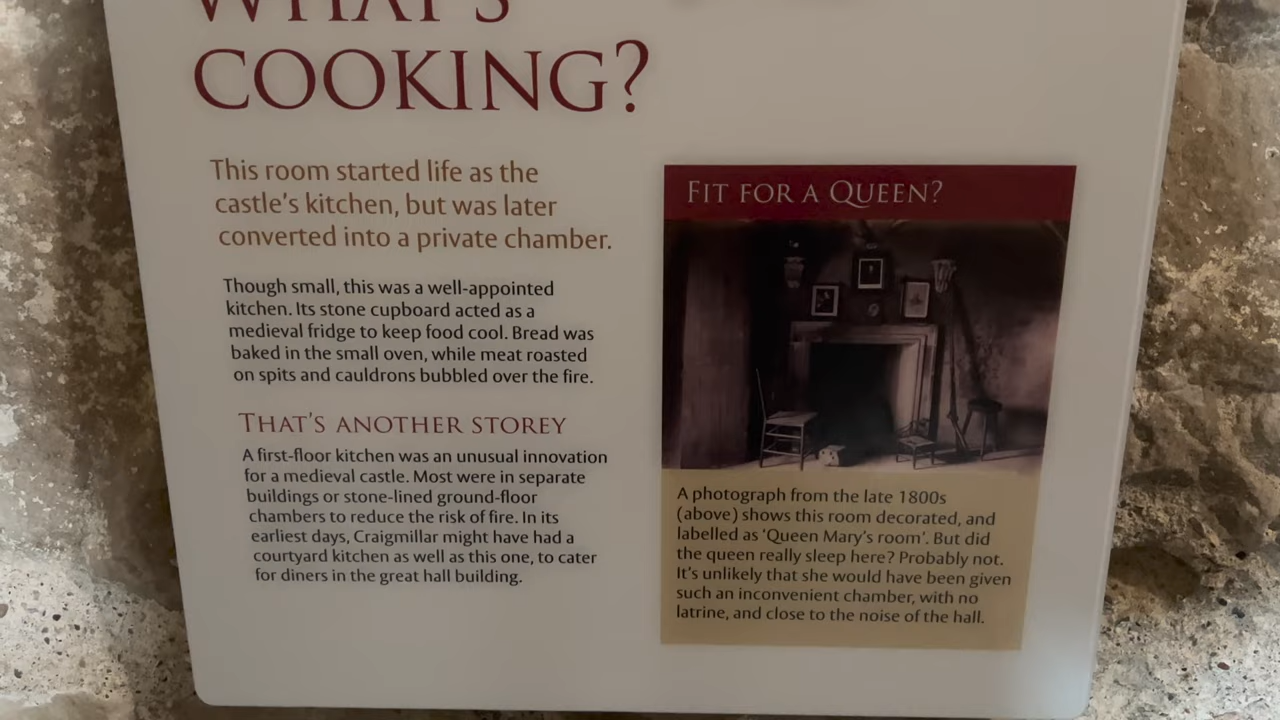 WHAT'S
COOKING?
This room started life as the
castle's kitchen, but was later
converted into a private chamber.
Though small, this was a well-appointed
kitchen. Its stone cupboard acted as a
medieval fridge to keep food cool. Bread was
baked in the small oven, while meat roasted
on spits and cauldrons bubbled over the fire.
THAT'S ANOTHER STOREY
A first-floor kitchen was an unusual innovation
for a medieval castle. Most were in separate
buildings or stone-lined ground-floor
chambers to reduce the risk of fire. In its
earliest days, Craigmillar might have had a
courtyard kitchen as well as this one, to cater
for diners in the great hall building.
FIT FOR A QUEEN?
A photograph from the late 1800s
(above) shows this room decorated, and
labelled as ‘Queen Mary's room’. But did
the queen really sleep here? Probably not.
It's unlikely that she would have been given
such an inconvenient chamber, with no
latrine, and close to the noise of the hall.